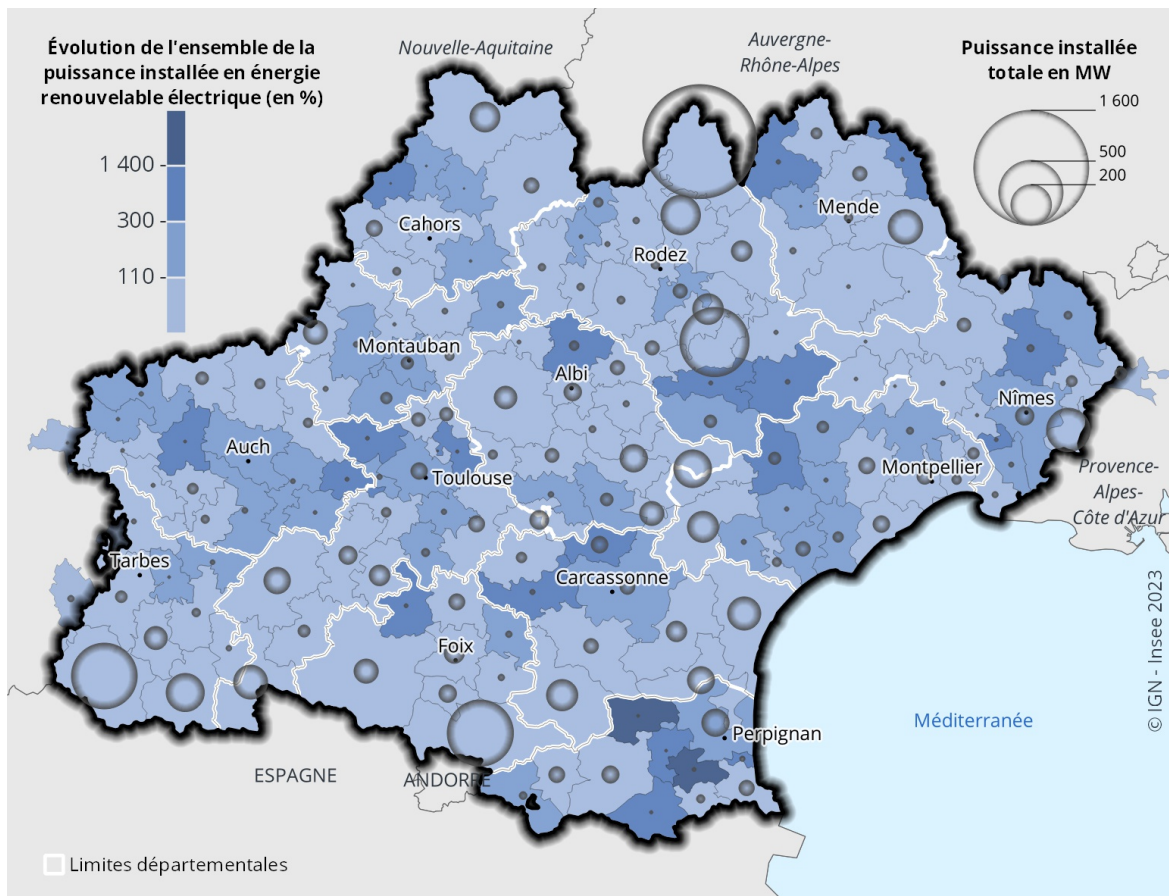 Évolution de l'ensemble de la
puissance installée en énergie
renouvelable électrique (en %)
1 400
300
110
Nouvelle-Aquitaine
Auvergne-
Rhône-Alpes
Puissance installée
totale en MW
1 600
500
200
Cahors
Mende
Rodez
Montauban
Albi
Nîmes
Auch
Toulouse
Montpellier
Provence-
Alpes-
Côte d'Azur
Tarbes
Carcassonne
Foix
Perpignan
Méditerranée
ESPAGNE
ANDORRE
Limites départementales
© IGN - Insee 2023